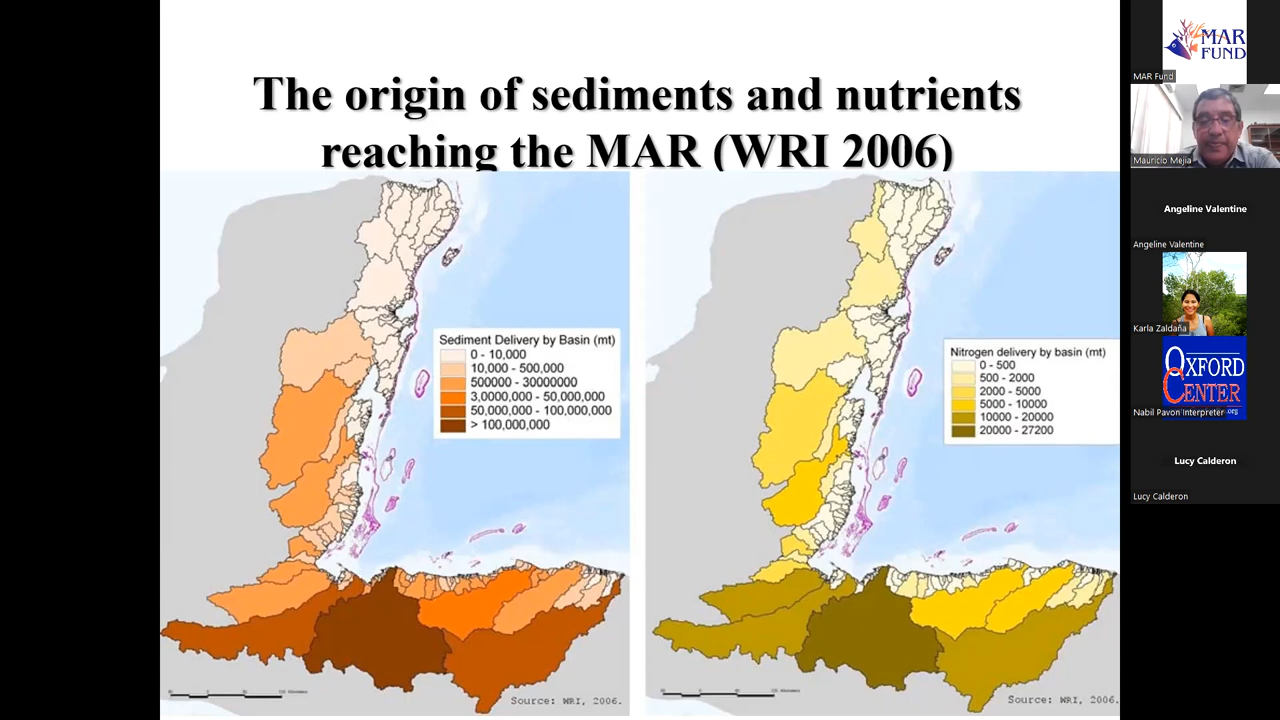 The origin of sediments and nutrients
reaching the MAR (WRI 2006)
Sediment Delivery by Basin (mt)
0 - 10,000
10,000 - 500,000
500000 - 30000000
3,0000,000 - 50,000,000
50,000,000 - 100,000,000
> 100,000,000
Source: WRI, 2006.
Nitrogen delivery by basin (mt)
0 - 500
500 - 2000
2000 - 5000
5000 - 10000
10000 - 20000
20000 - 27200
Source: WRI, 2006.
MAR
FUND
MAR Fund
Mauricio Mejia
Angeline Valentine
Angeline Valentine
Karla Zaldaña
OXFORD
CENTER
.org
Nabil Pavon Interpreter
Lucy Calderon
Lucy Calderon